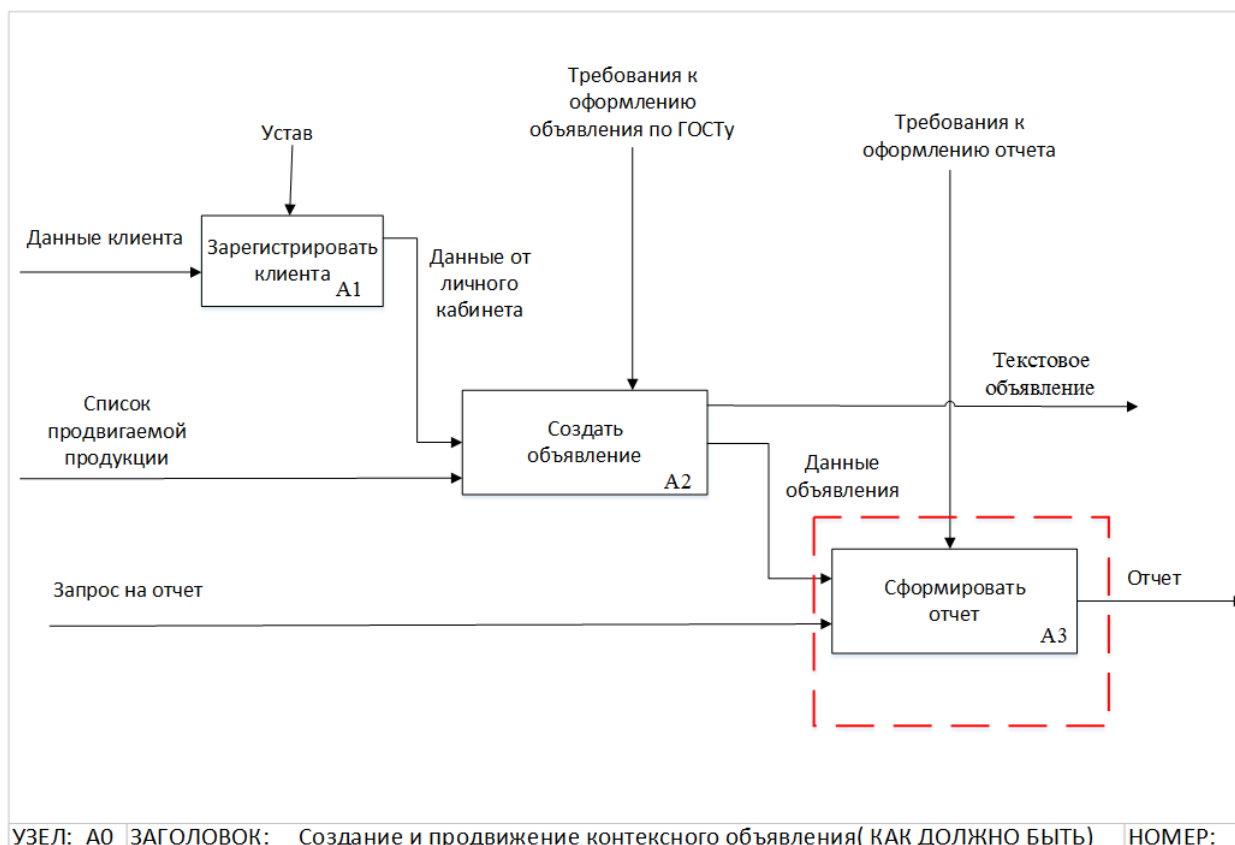 Требования к
оформлению
объявления по ГОСТу
Требования к
оформлению отчета
Устав
Данные клиента
Зарегистрировать
клиента
A1
Данные от
личного
кабинета
Текстовое
объявление
Список
продвигаемой
продукции
Создать
объявление
A2
Данные
объявления
Запрос на отчет
Сформировать
отчет
A3
Отчет
УЗЕЛ: A0 ЗАГОЛОВОК: Создание и продвижение контексного объявления( КАК ДОЛЖНО БЫТЬ) НОМЕР: